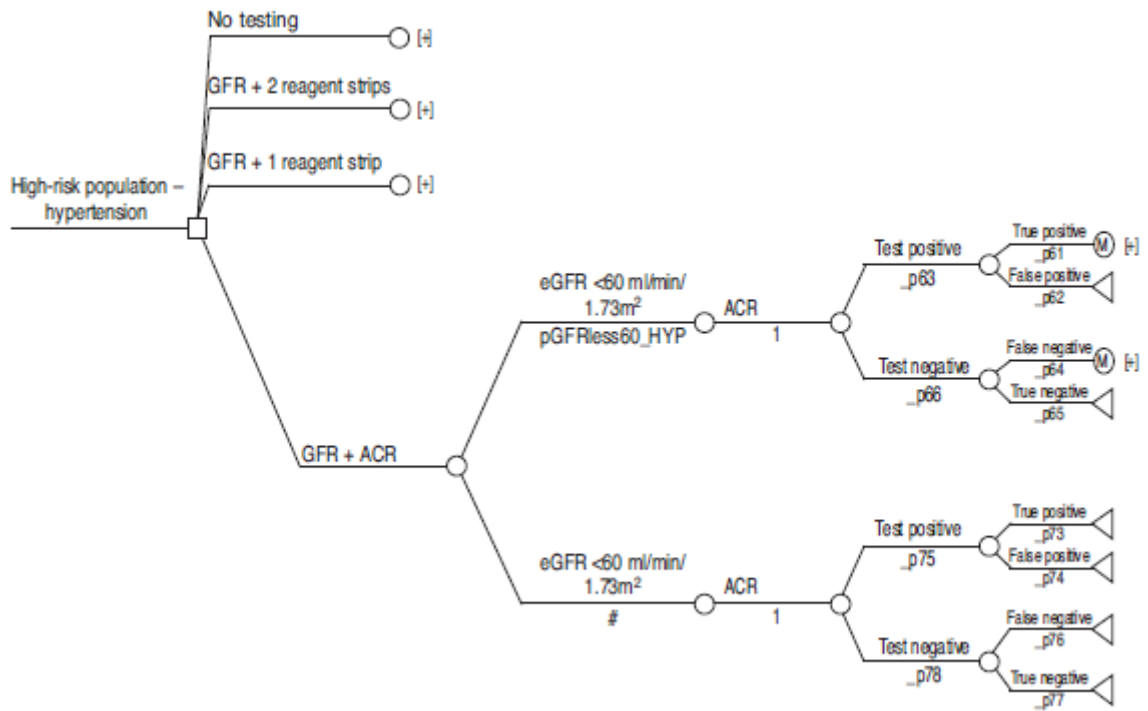 No testing
[+]
GFR + 2 reagent strips
[+]
GFR + 1 reagent strip
[+]
High-risk population –
hypertension
GFR + ACR
eGFR <60 ml/min/
1.73m²
pGFRless60_HYP
ACR
1
Test positive
_p63
True positive
_p61
M
[+]
False positive
_p62
Test negative
_p66
False negative
_p64
M
[+]
True negative
_p65
eGFR <60 ml/min/
1.73m²
#
ACR
1
Test positive
_p75
True positive
_p73
False positive
_p74
Test negative
_p78
False negative
_p76
True negative
_p77